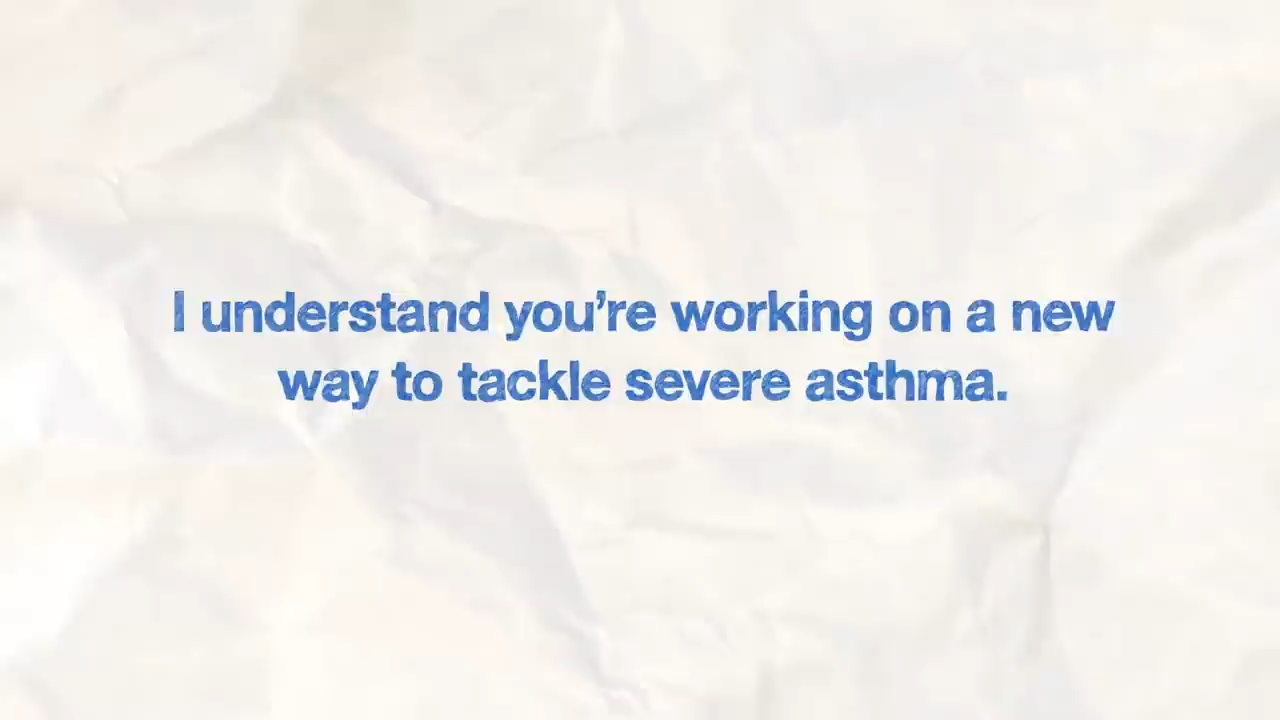 I understand you’re working on a new
way to tackle severe asthma.